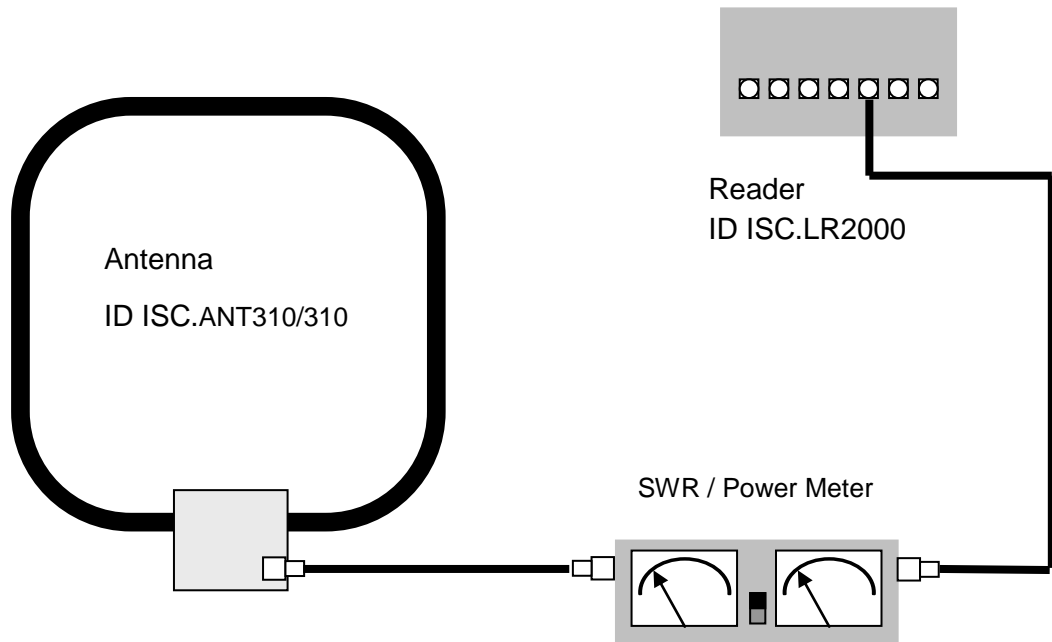 Antenna
ID ISC.ANT310/310
Reader
ID ISC.LR2000
SWR / Power Meter